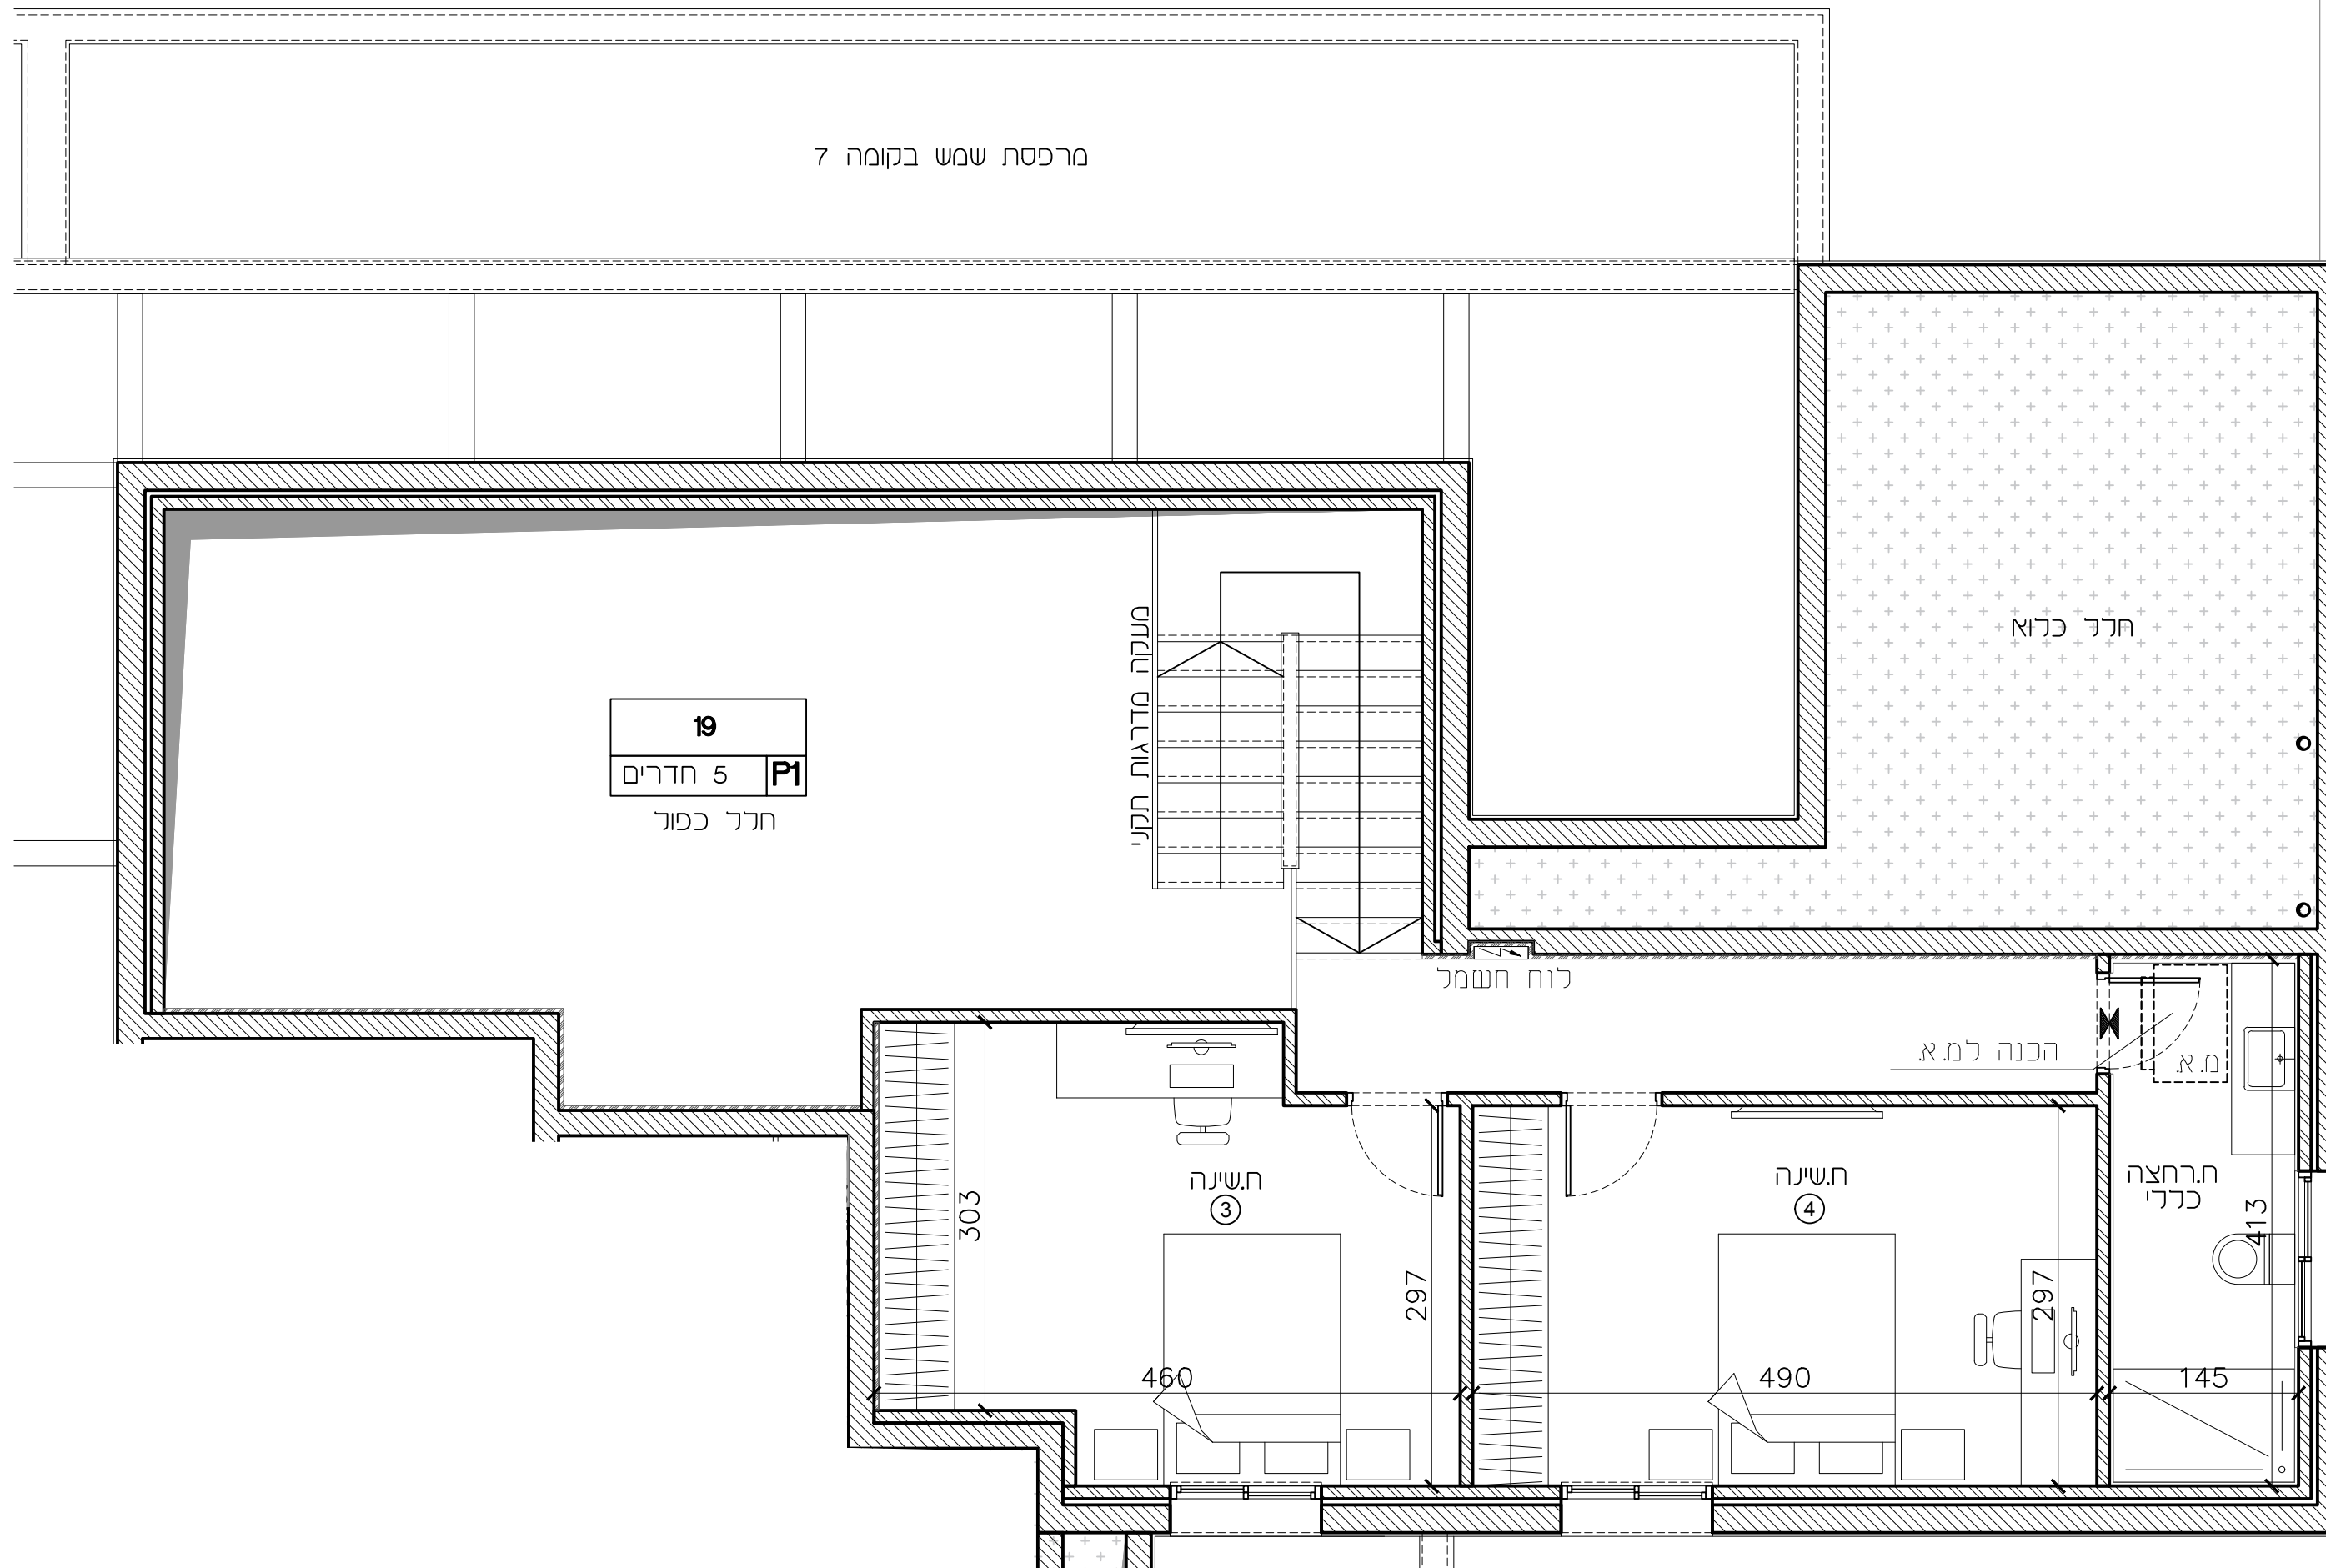 מרפסת שמש בקומה 7
חלל כלוא
מעקה מדרגות תקני
19
P1
5 חדרים
חלל כפול
לוח חשמל
הכנה למ.א.
מ.א.
ח.שינה
3
ח.שינה
4
ח.רחצה
כללי
303
297
297
413
460
490
145